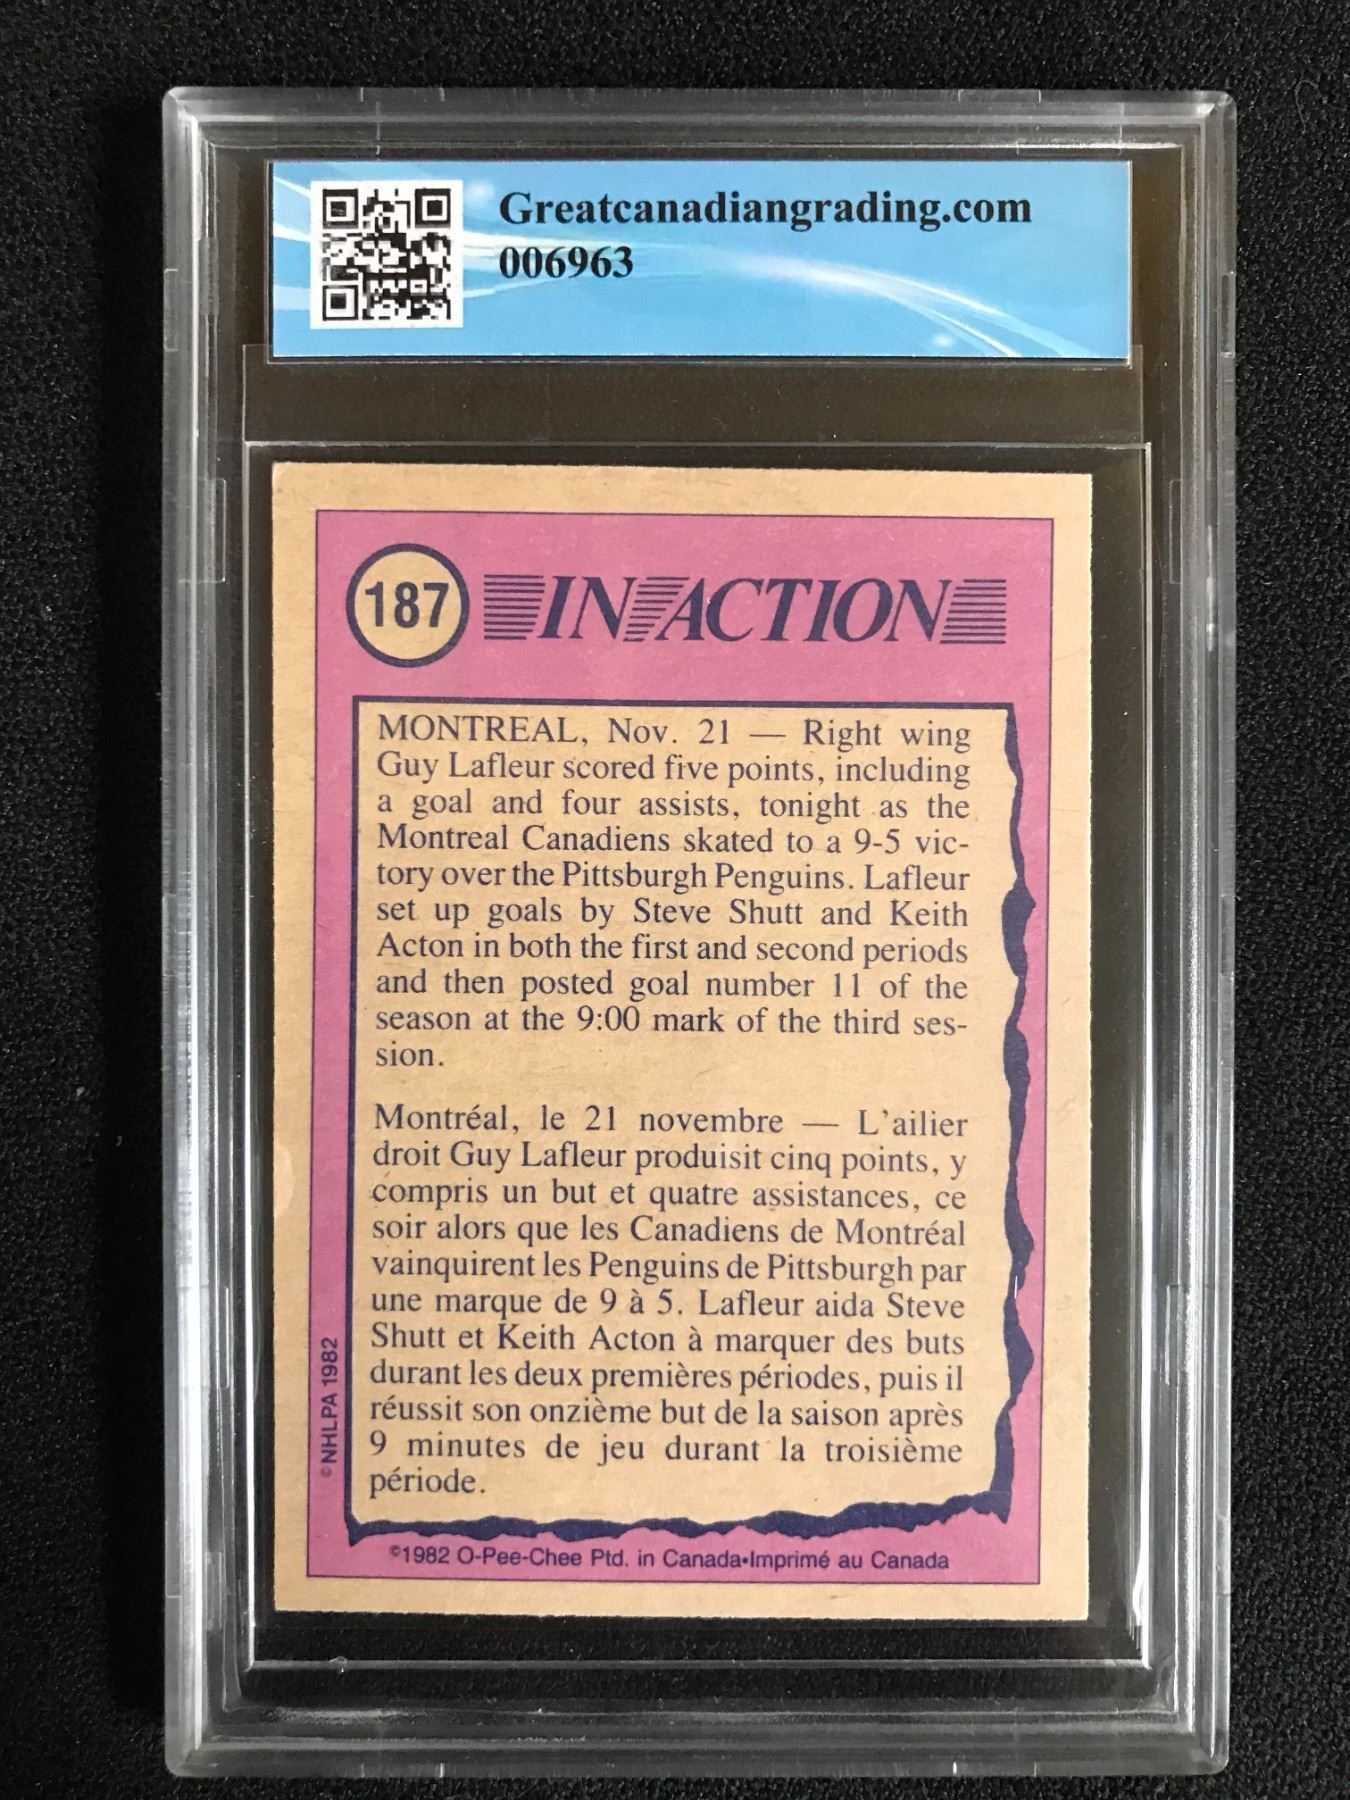 Greatcanadiangrading.com
006963
187 IN ACTION
MONTREAL, Nov. 21 — Right wing
Guy Lafleur scored five points, including
a goal and four assists, tonight as the
Montreal Canadiens skated to a 9-5 vic-
tory over the Pittsburgh Penguins. Lafleur
set up goals by Steve Shutt and Keith
Acton in both the first and second periods
and then posted goal number 11 of the
season at the 9:00 mark of the third ses-
sion.
Montréal, le 21 novembre — L'ailier
droit Guy Lafleur produisit cinq points, y
compris un but et quatre assistances, ce
soir alors que les Canadiens de Montréal
vainquirent les Penguins de Pittsburgh par
une marque de 9 à 5. Lafleur aida Steve
Shutt et Keith Acton à marquer des buts
durant les deux premières périodes, puis il
réussit son onzième but de la saison après
9 minutes de jeu durant la troisième
période.
©NHLPA 1982
©1982 O-Pee-Chee Ptd. in Canada•Imprimé au Canada